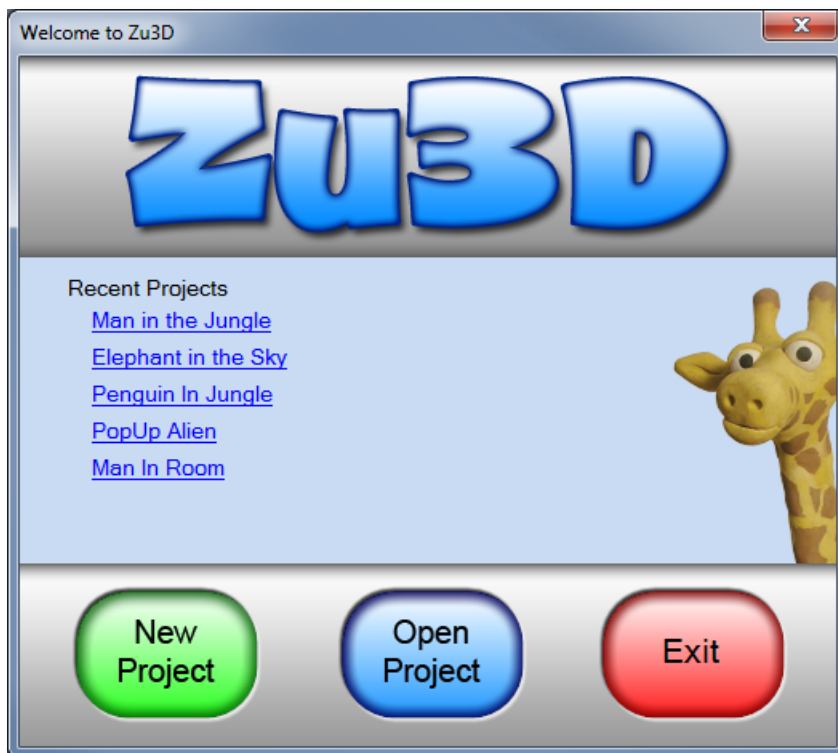 Welcome to Zu3D
Zu3D
Recent Projects
Man in the Jungle
Elephant in the Sky
Penguin In Jungle
PopUp Alien
Man In Room
New
Project
Open
Project
Exit